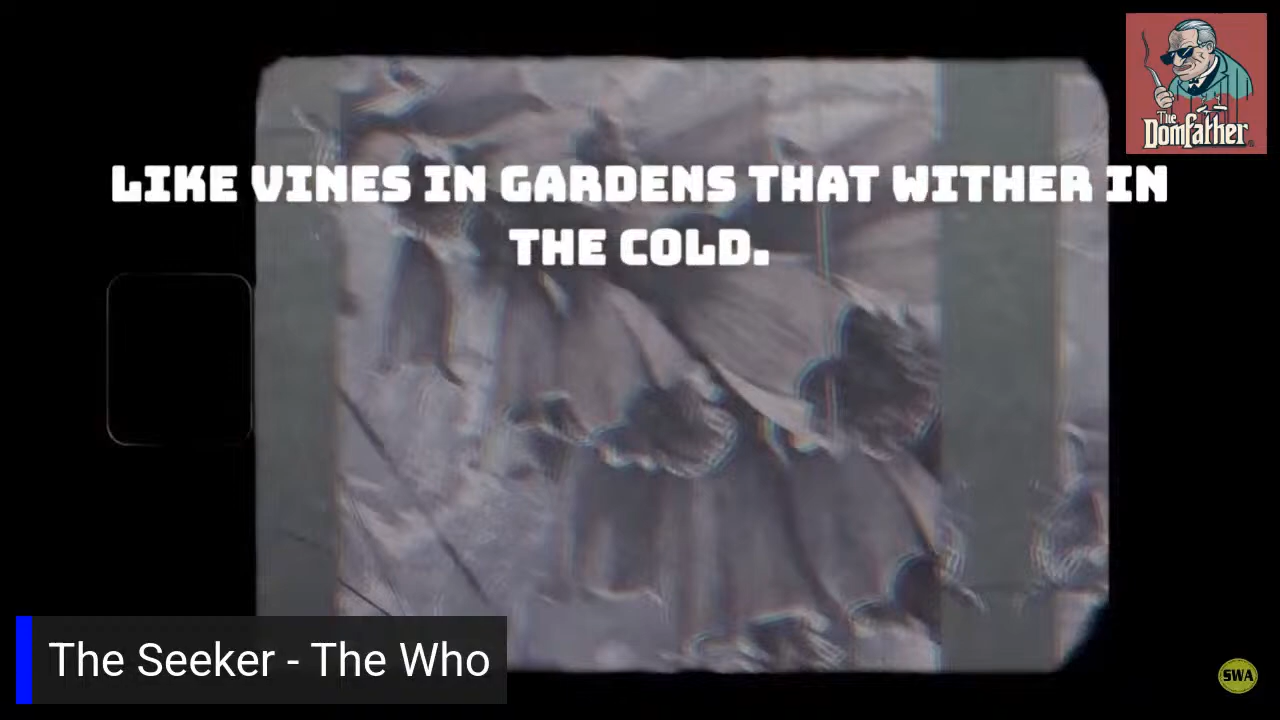 The
Domfather
LIKE VINES IN GARDENS THAT WITHER IN
THE COLD.
The Seeker - The Who
SWA